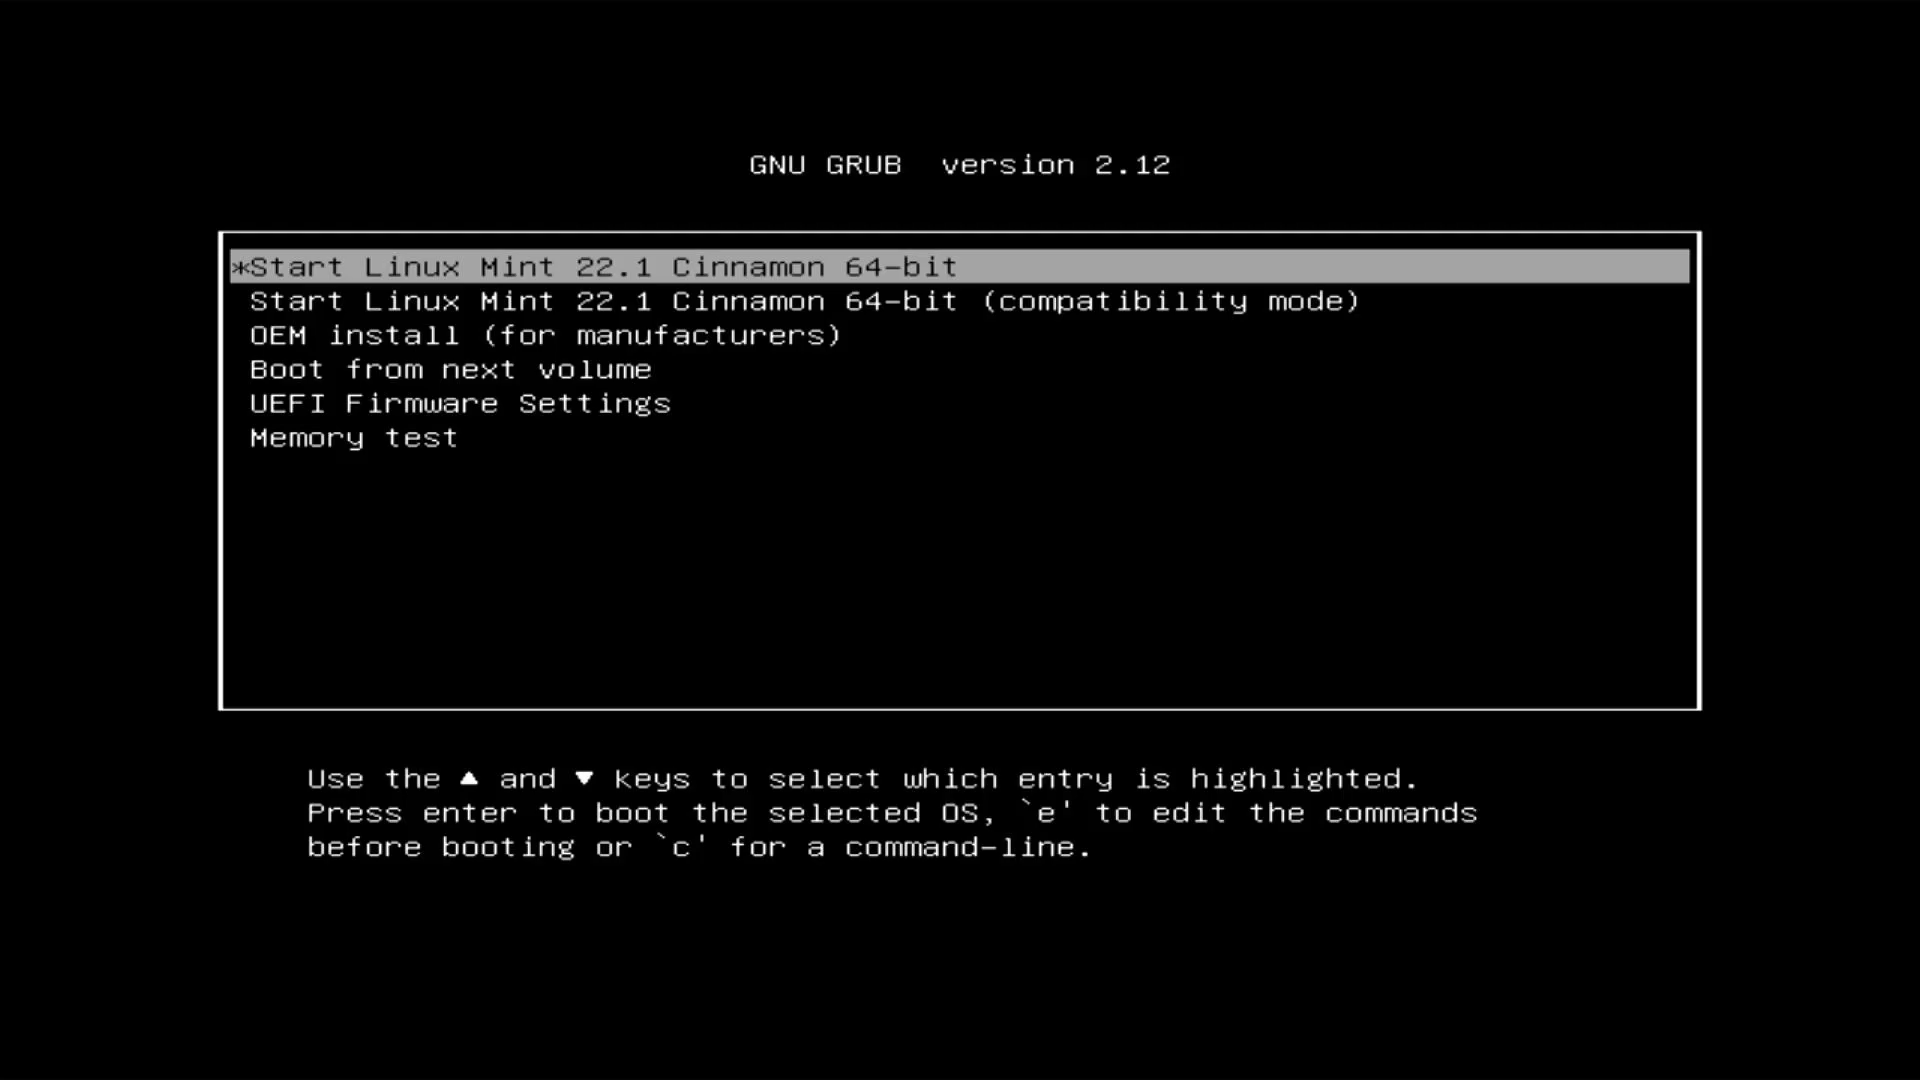 GNU GRUB  version 2.12
*Start Linux Mint 22.1 Cinnamon 64-bit
Start Linux Mint 22.1 Cinnamon 64-bit (compatibility mode)
OEM install (for manufacturers)
Boot from next volume
UEFI Firmware Settings
Memory test
Use the ▲ and ▼ keys to select which entry is highlighted.
Press enter to boot the selected OS, `e' to edit the commands
before booting or `c' for a command-line.